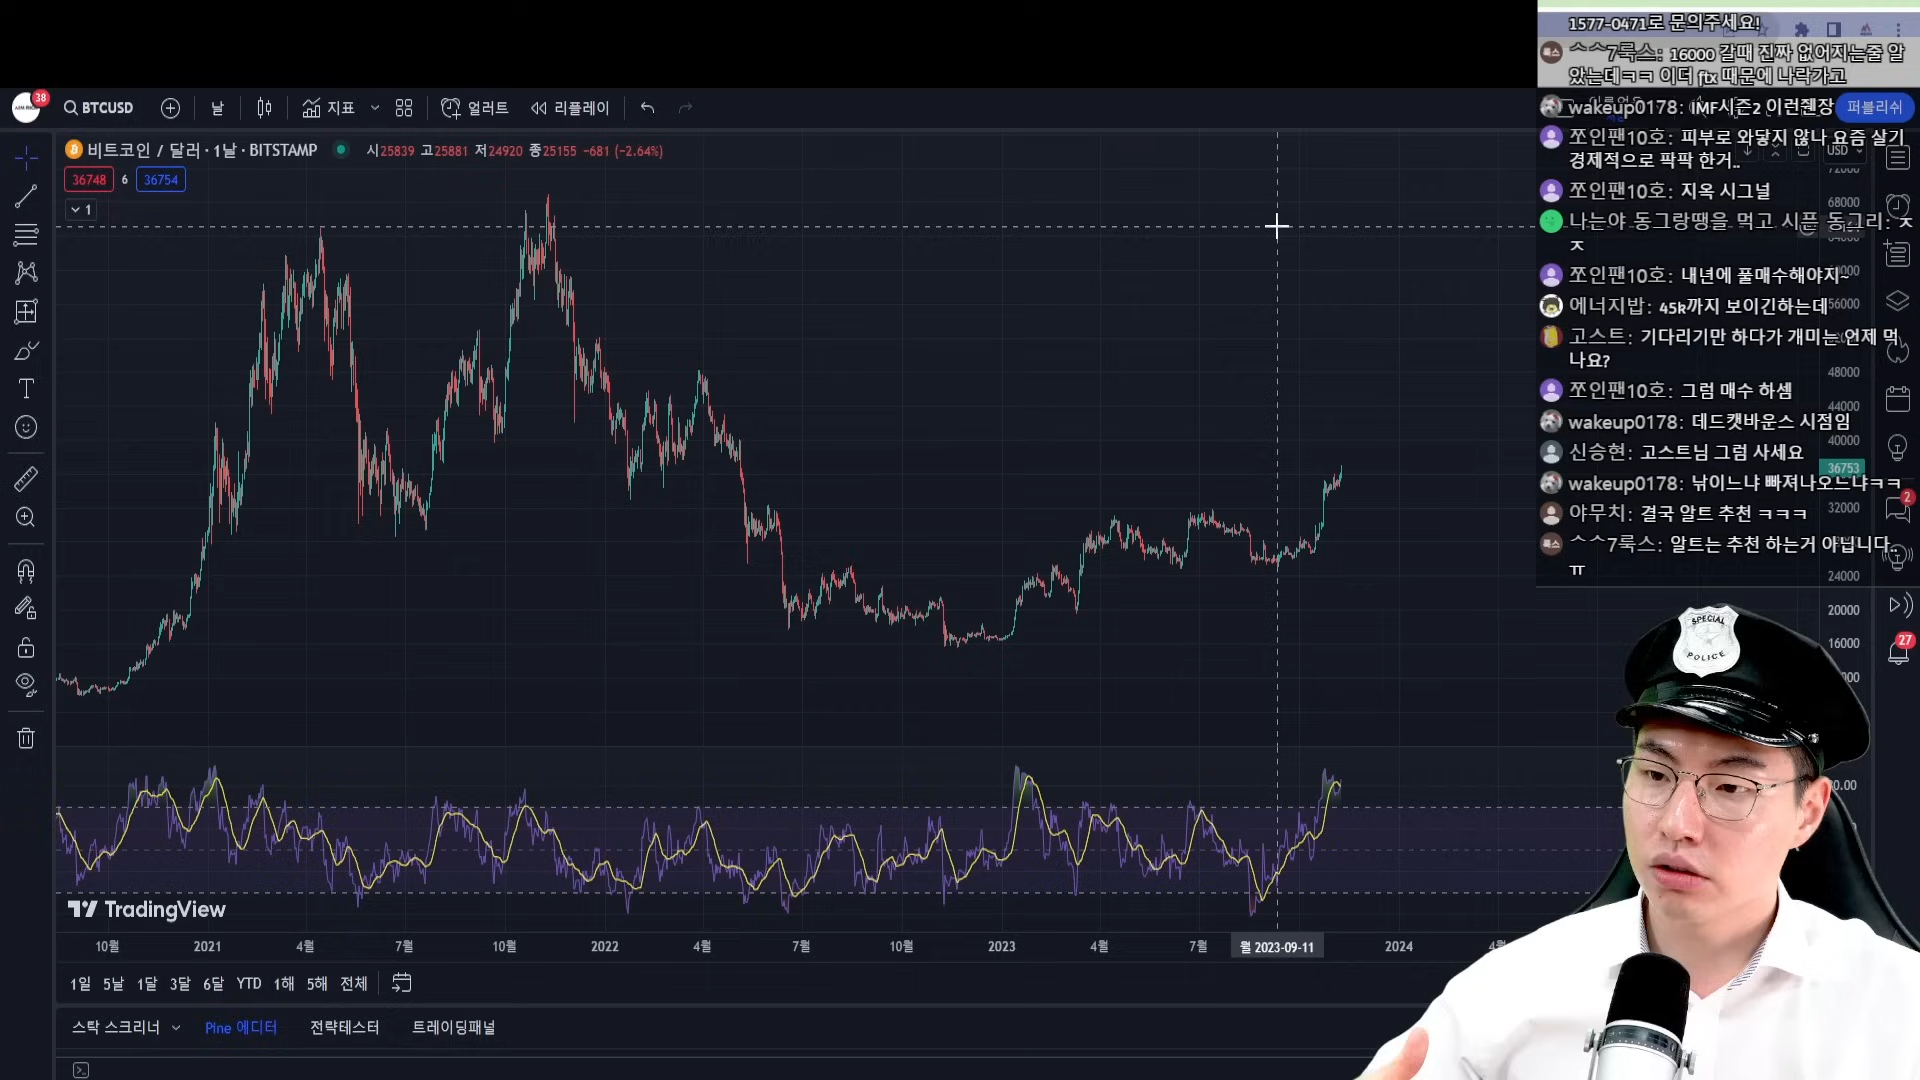 38
BTCUSD
날
지표
얼러트
리플레이
비트코인 / 달러 · 1날 · BITSTAMP
시25839 고25881 저24920 종25155 -681 (-2.64%)
36748
6
36754
1
1577-0471로 문의주세요!
ㅅ^7룩스: 16000 갈때 진짜 없어지는줄 알
았는데ㅋㅋ 이더 ftx 때문에 나락가고
wakeup0178: IMF시즌2 이런젠장
퍼블리쉬
쪼인팬10호: 피부로 와닿지 않나 요즘 살기
경제적으로 팍팍 한거..
USD
쪼인팬10호: 지옥 시그널
나는야 동그랑땡을 먹고 시픈 동그리: ㅈ
ㅈ
쪼인팬10호: 내년에 풀매수해야지~
에너지밥: 45k까지 보이긴하는데
고스트: 기다리기만 하다가 개미는 언제 먹
나요?
쪼인팬10호: 그럼 매수 하셈
wakeup0178: 데드캣바운스 시점임
신승현: 고스트님 그럼 사세요
wakeup0178: 낚이느냐 빠져나오느냐ㅋㅋ
야무치: 결국 알트 추천 ㅋㅋㅋ
ㅅ^7룩스: 알트는 추천 하는거 아닙니다..
ㅠ
72000
68000
56000
48000
44000
40000
36753
32000
24000
20000
16000
2
27
SPECIAL
POLICE
TradingView
10월
2021
4월
7월
10월
2022
4월
7월
10월
2023
4월
7월
월 2023-09-11
2024
1일
5날
1달
3달
6달
YTD
1해
5해
전체
스탁 스크리너
Pine 에디터
전략테스터
트레이딩패널